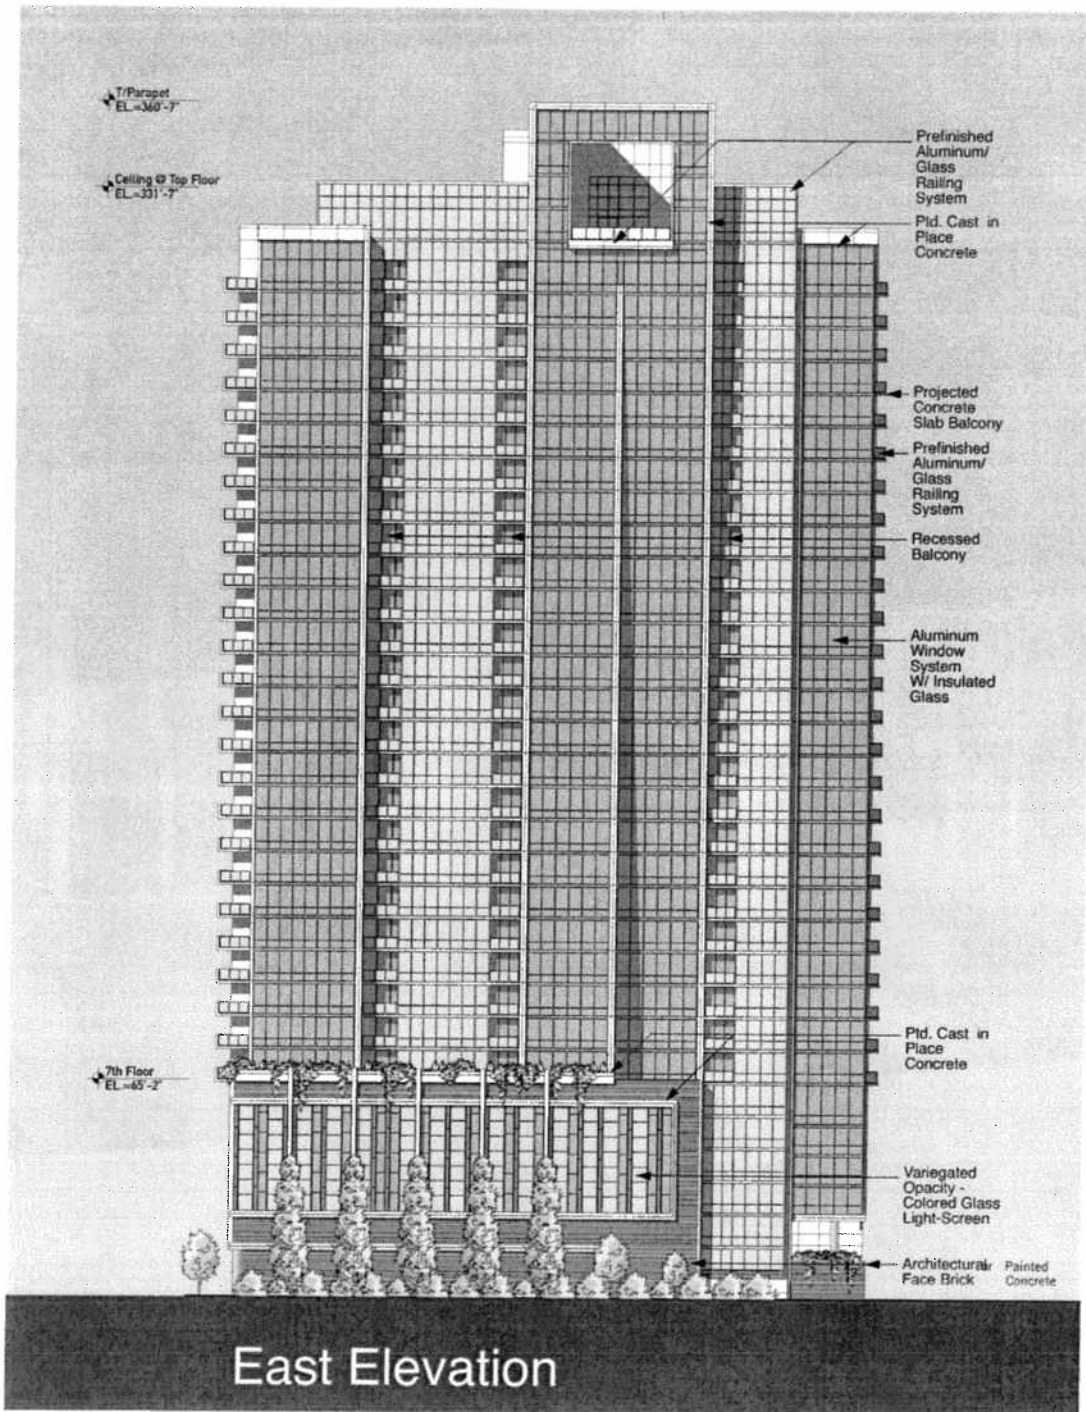 T/Parapet
EL.=360'-7"
Ceiling @ Top Floor
EL.=331'-7"
7th Floor
EL.=65'-2"
Prefinished
Aluminum/
Glass
Railing
System
Ptd. Cast in
Place
Concrete
Projected
Concrete
Slab Balcony
Prefinished
Aluminum/
Glass
Railing
System
Recessed
Balcony
Aluminum
Window
System
W/ Insulated
Glass
Ptd. Cast in
Place
Concrete
Variegated
Opacity -
Colored Glass
Light-Screen
Architectural or Painted
Face Brick Concrete
East Elevation